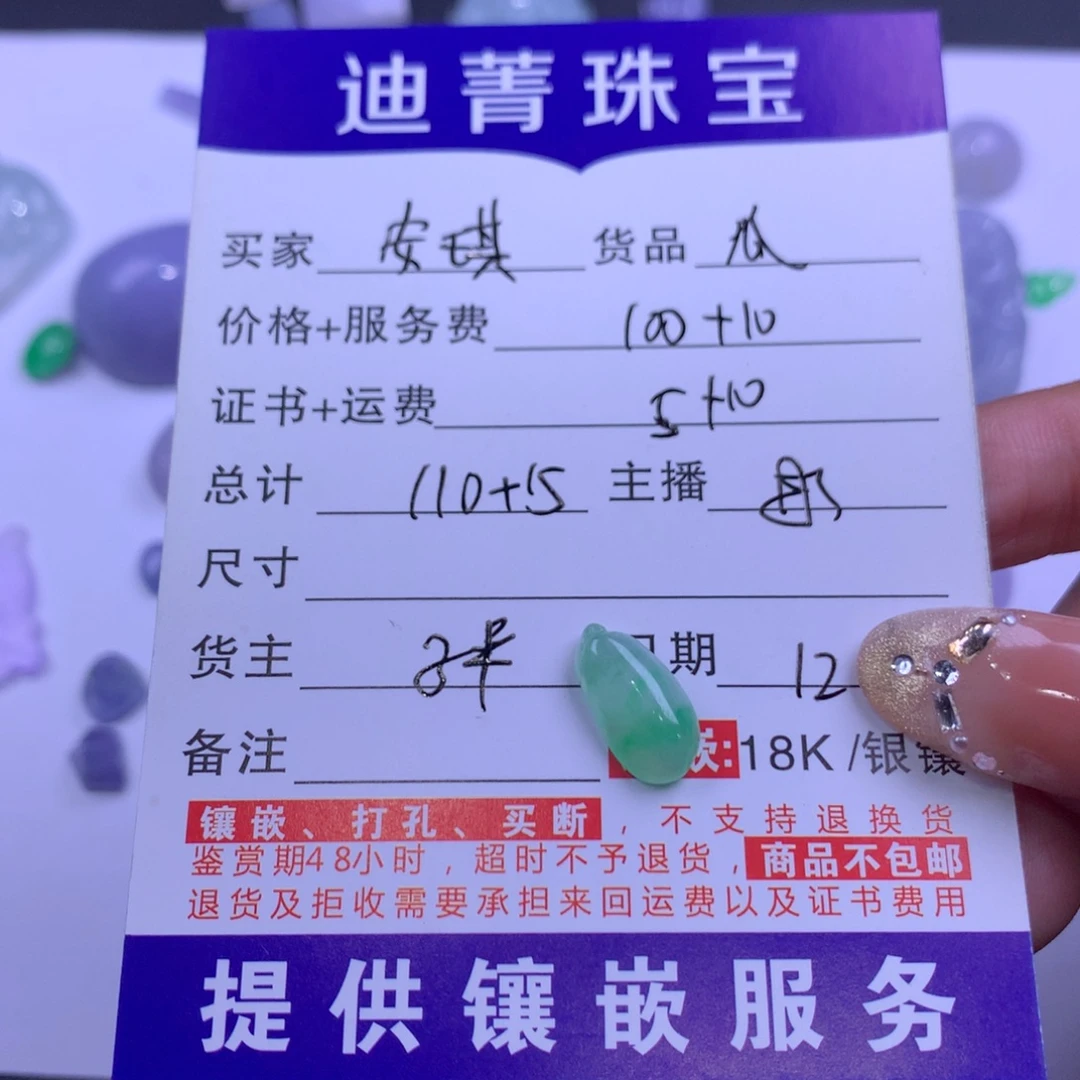 迪菁珠宝
买家 安琪 货品 瓜
价格+服务费 100+10
证书+运费 5+10
总计 110+15 主播
尺寸
货主 日期 12
备注 嵌:18K/银镶
镶嵌、打孔、买断,不支持退换货
鉴赏期48小时,超时不予退货,商品不包邮
退货及拒收需要承担来回运费以及证书费用
提供镶嵌服务